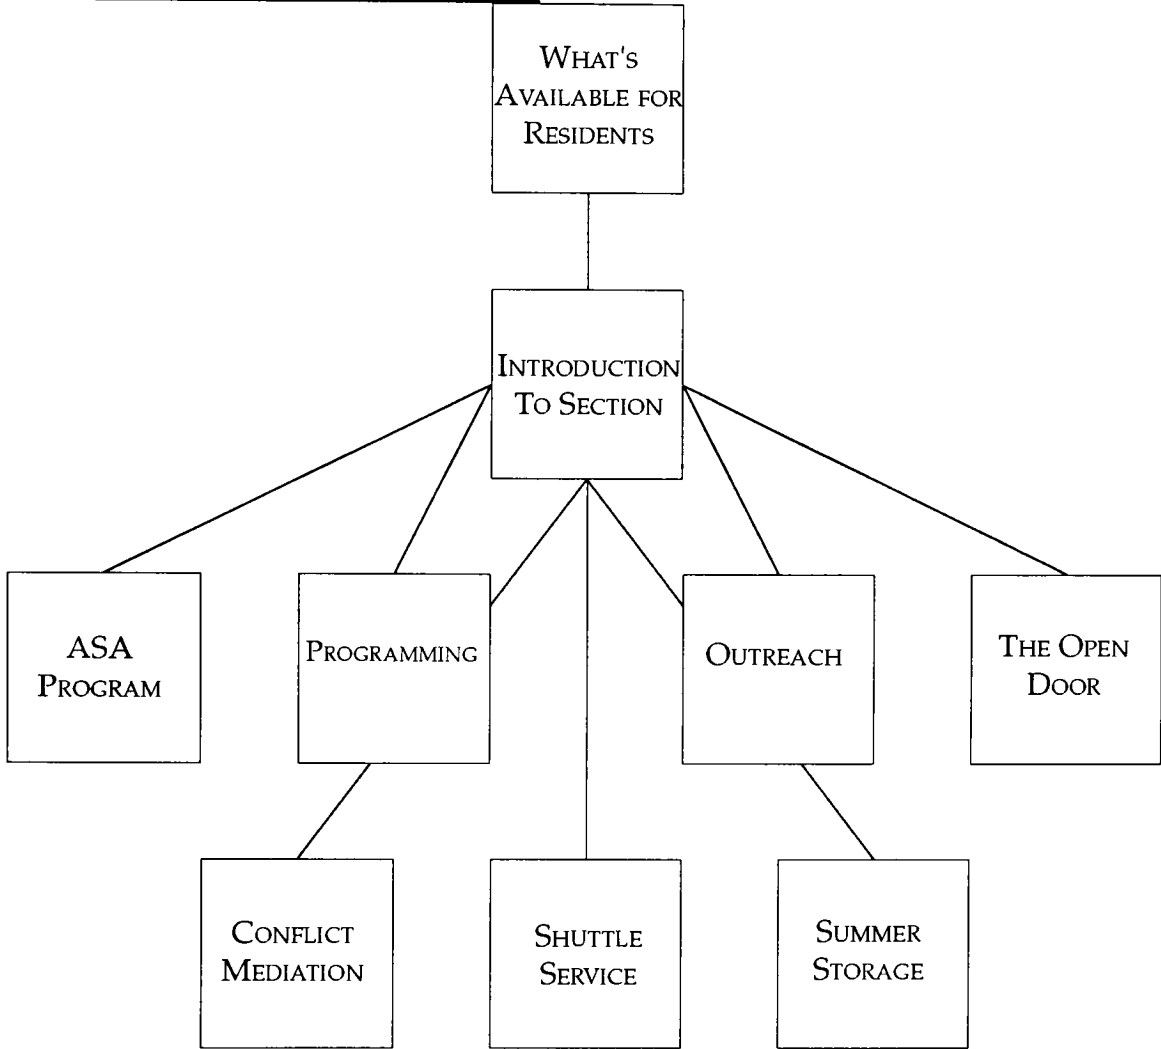 WHAT'S
AVAILABLE FOR
RESIDENTS
INTRODUCTION
TO SECTION
ASA
PROGRAM
PROGRAMMING
OUTREACH
THE OPEN
DOOR
CONFLICT
MEDIATION
SHUTTLE
SERVICE
SUMMER
STORAGE